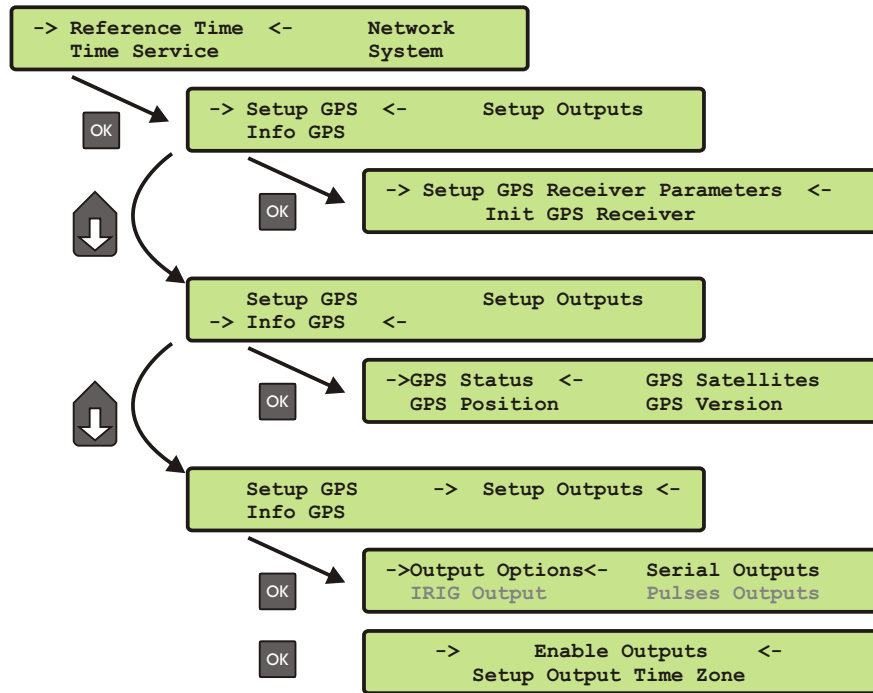 -> Reference Time <- Network
Time Service System
OK
-> Setup GPS <- Setup Outputs
Info GPS
OK
-> Setup GPS Receiver Parameters <-
Init GPS Receiver
Setup GPS Setup Outputs
-> Info GPS <-
OK
->GPS Status <- GPS Satellites
GPS Position GPS Version
Setup GPS -> Setup Outputs <-
Info GPS
OK
->Output Options<- Serial Outputs
IRIG Output Pulses Outputs
OK
-> Enable Outputs <-
Setup Output Time Zone